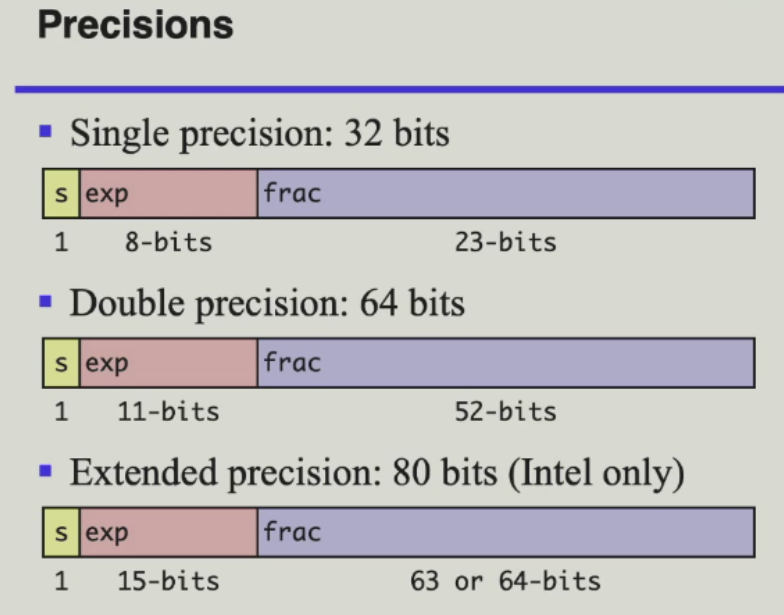 Precisions
Single precision: 32 bits
s exp frac
1 8-bits 23-bits
Double precision: 64 bits
s exp frac
1 11-bits 52-bits
Extended precision: 80 bits (Intel only)
s exp frac
1 15-bits 63 or 64-bits